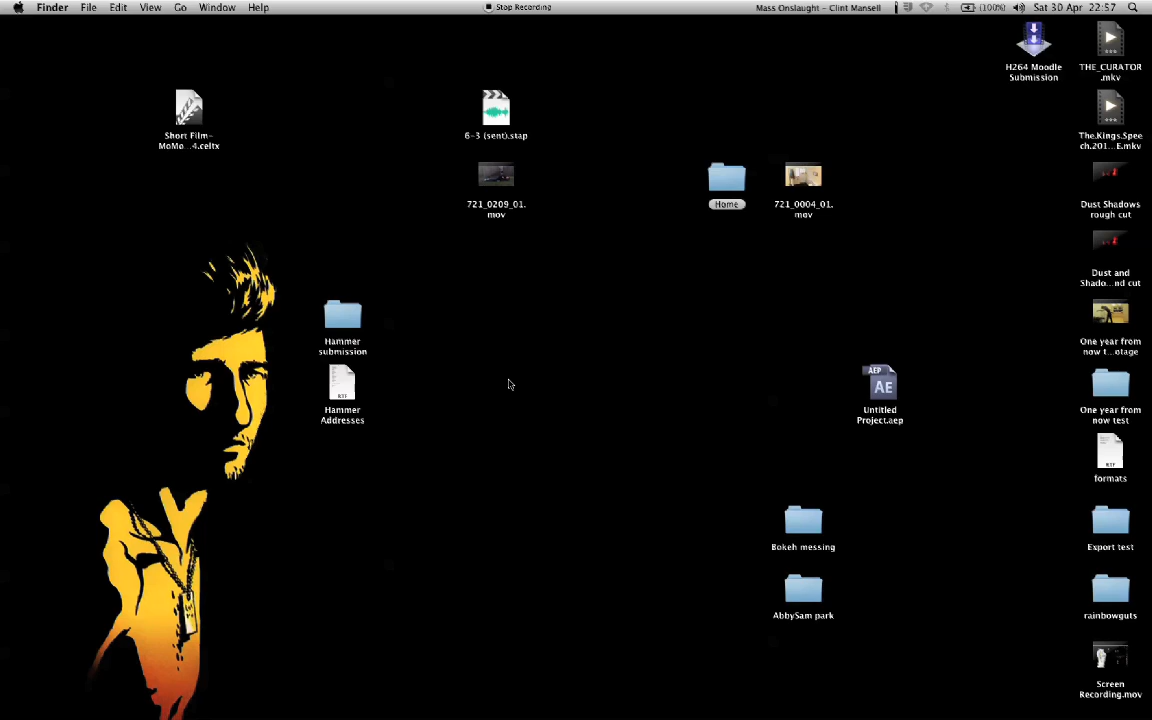 Finder File Edit View Go Window Help
Stop Recording
Mass Onslaught - Clint Mansell
(100%)
Sat 30 Apr 22:57
H264 Moodle
Submission
THE_CURATOR
.mkv
Short Film-
MoMo...4.celtx
6-3 (sent).stap
The.Kings.Spee
ch.201...E.mkv
721_0209_01.
mov
Home
721_0004_01.
mov
Dust Shadows
rough cut
Dust and
Shado...nd cut
Hammer
submission
One year from
now t...otage
RTF
Hammer
Addresses
AEP
AE
Untitled
Project.aep
One year from
now test
RTF
formats
Bokeh messing
Export test
AbbySam park
rainbowguts
Screen
Recording.mov